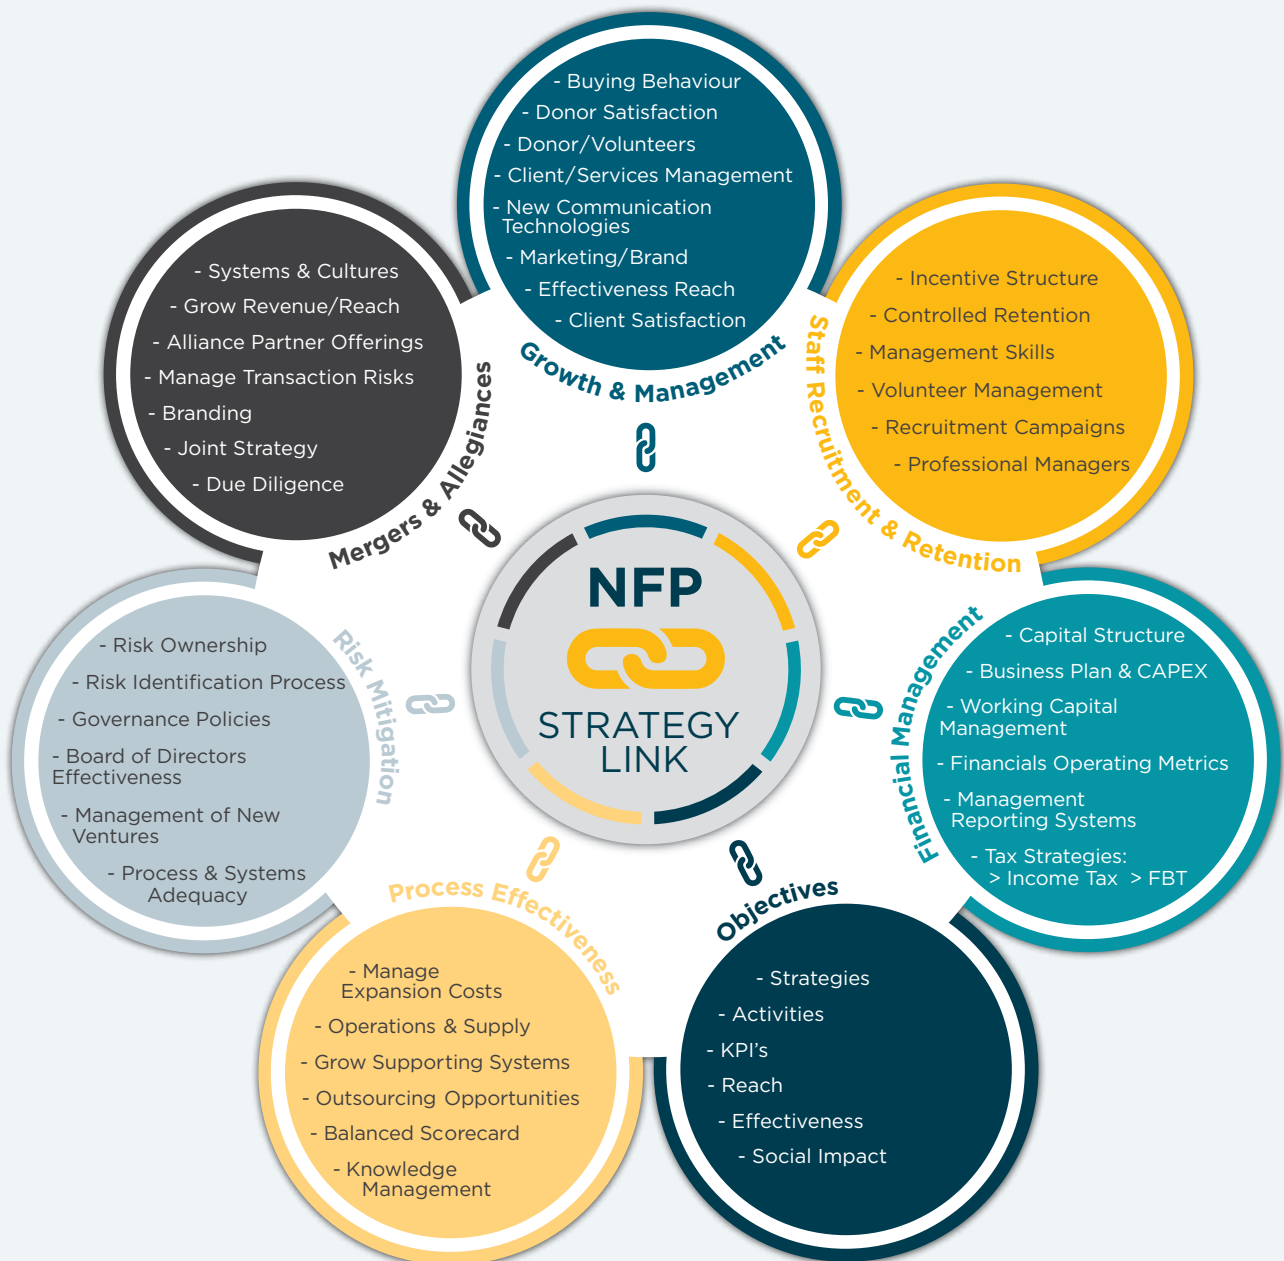 - Buying Behaviour
- Donor Satisfaction
- Donor/Volunteers
- Client/Services Management
- New Communication
Technologies
- Marketing/Brand
- Effectiveness Reach
- Client Satisfaction
Growth & Management
- Incentive Structure
- Controlled Retention
- Management Skills
- Volunteer Management
- Recruitment Campaigns
- Professional Managers
Staff Recruitment & Retention
- Capital Structure
- Business Plan & CAPEX
- Working Capital
Management
- Financials Operating Metrics
- Management
Reporting Systems
- Tax Strategies:
> Income Tax > FBT
Financial Management
- Strategies
- Activities
- KPI's
- Reach
- Effectiveness
- Social Impact
Objectives
- Manage
Expansion Costs
- Operations & Supply
- Grow Supporting Systems
- Outsourcing Opportunities
- Balanced Scorecard
- Knowledge
Management
Process Effectiveness
- Risk Ownership
- Risk Identification Process
- Governance Policies
- Board of Directors
Effectiveness
- Management of New
Ventures
- Process & Systems
Adequacy
Risk Mitigation
- Systems & Cultures
- Grow Revenue/Reach
- Alliance Partner Offerings
- Manage Transaction Risks
- Branding
- Joint Strategy
- Due Diligence
Mergers & Allegiances
NFP
STRATEGY
LINK